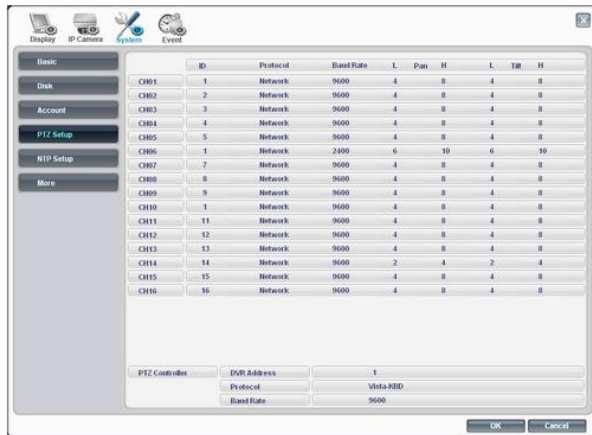 Display IP Camera System Event
Basic
Disk
Account
PTZ Setup
NTP Setup
More
ID Protocol Baud Rate L Pan H L Tilt H
CH01 1 Network 9600 4 8 4 8
CH02 2 Network 9600 4 8 4 8
CH03 3 Network 9600 4 8 4 8
CH04 4 Network 9600 4 8 4 8
CH05 5 Network 9600 4 8 4 8
CH06 1 Network 2400 6 10 6 10
CH07 7 Network 9600 4 8 4 8
CH08 8 Network 9600 4 8 4 8
CH09 9 Network 9600 4 8 4 8
CH10 1 Network 9600 4 8 4 8
CH11 11 Network 9600 4 8 4 8
CH12 12 Network 9600 4 8 4 8
CH13 13 Network 9600 4 8 4 8
CH14 14 Network 9600 2 4 2 4
CH15 15 Network 9600 4 8 4 8
CH16 16 Network 9600 4 8 4 8
PTZ Controller DVR Address 1
Protocol Vista-KBD
Baud Rate 9600
OK Cancel